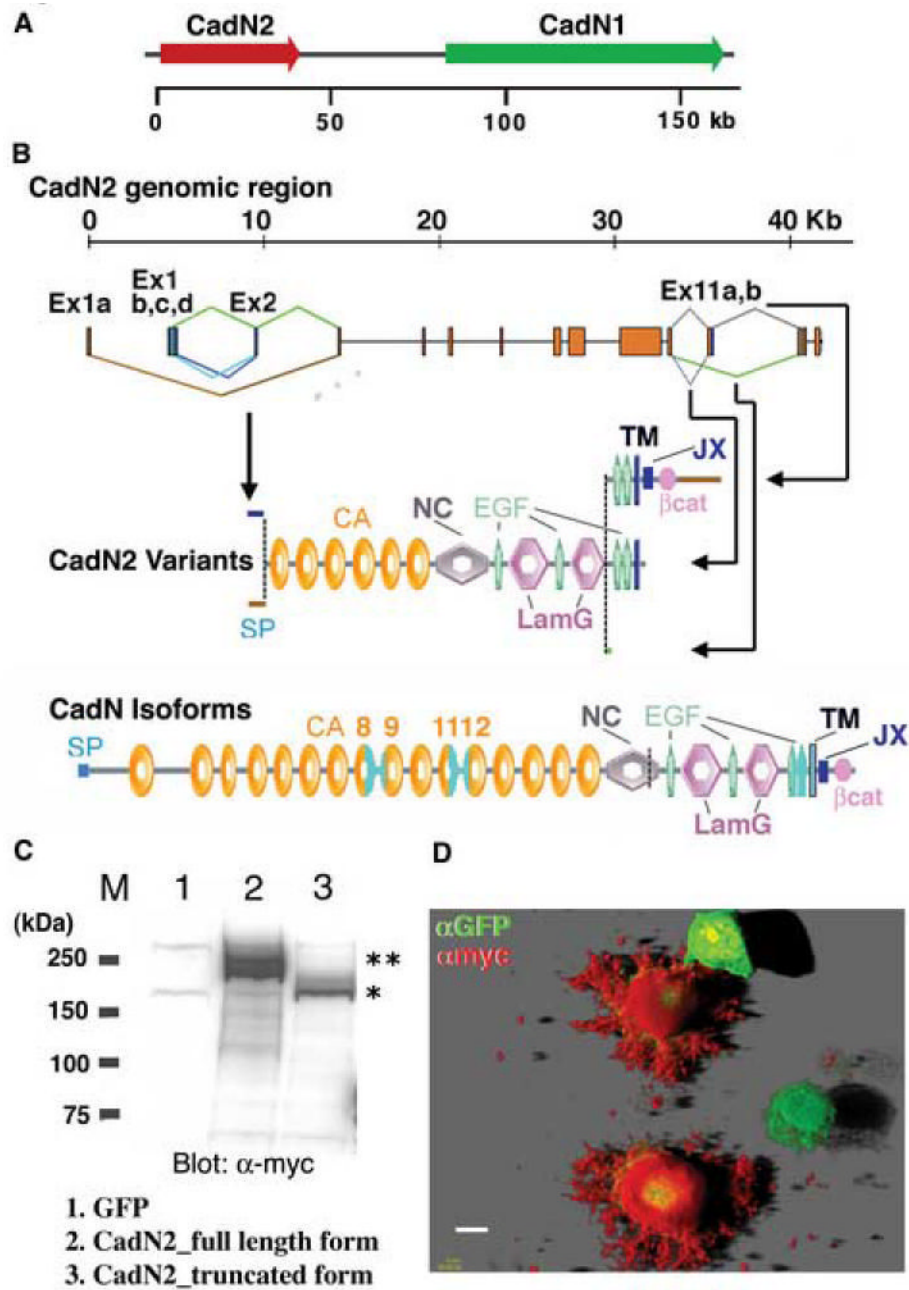 A
CadN2 CadN1
0 50 100 150 kb
B
CadN2 genomic region
0 10 20 30 40 Kb
Ex1a Ex1 b,c,d Ex2 Ex11a,b
TM JX
βcat
CA NC EGF
CadN2 Variants
SP LamG
CadN Isoforms
SP CA 8 9 1112 NC EGF TM JX
LamG βcat
C
M 1 2 3
(kDa)
250 **
*
150
100
75
Blot: α-myc
1. GFP
2. CadN2_full length form
3. CadN2_truncated form
D
αGFP
αmyc